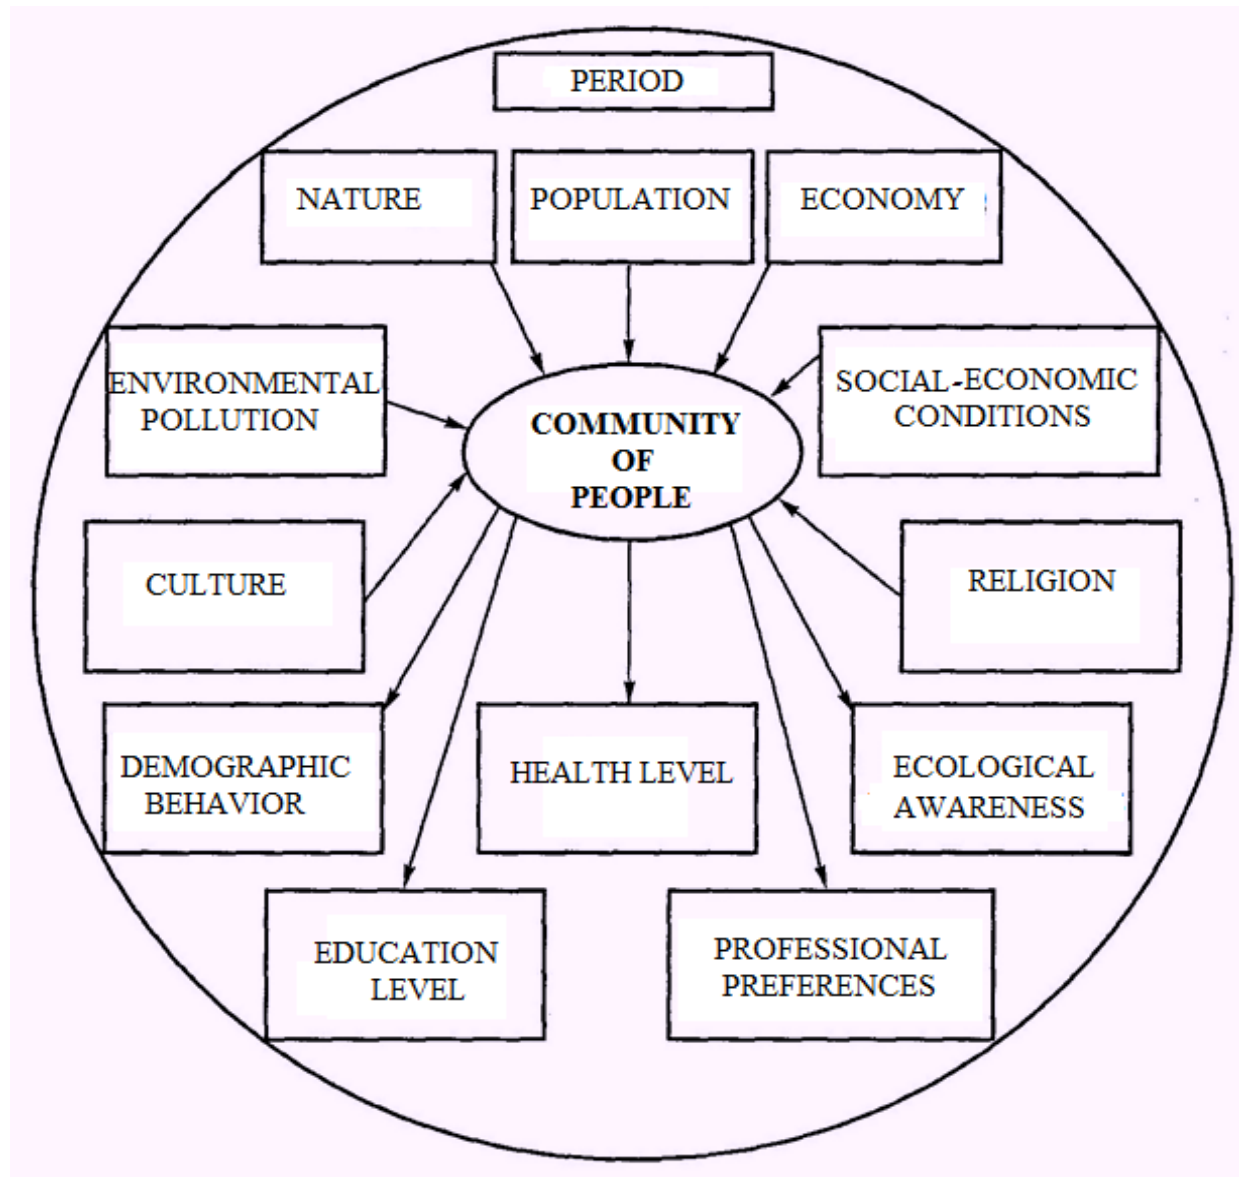 PERIOD
NATURE
POPULATION
ECONOMY
ENVIRONMENTAL
POLLUTION
SOCIAL-ECONOMIC
CONDITIONS
COMMUNITY
OF
PEOPLE
CULTURE
RELIGION
DEMOGRAPHIC
BEHAVIOR
HEALTH LEVEL
ECOLOGICAL
AWARENESS
EDUCATION
LEVEL
PROFESSIONAL
PREFERENCES